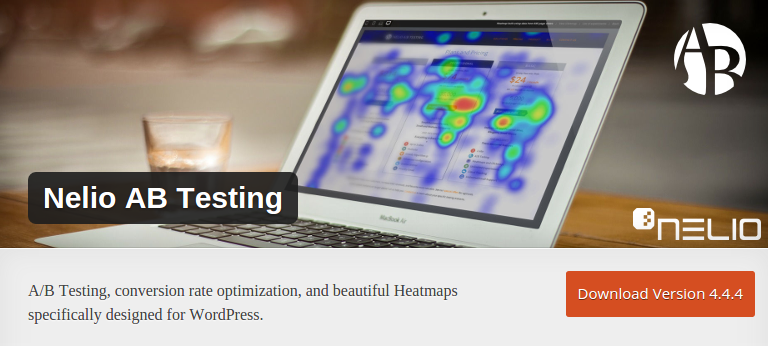 AB
Nelio AB Testing
MacBook Air
NELIO
A/B Testing, conversion rate optimization, and beautiful Heatmaps
specifically designed for WordPress.
Download Version 4.4.4